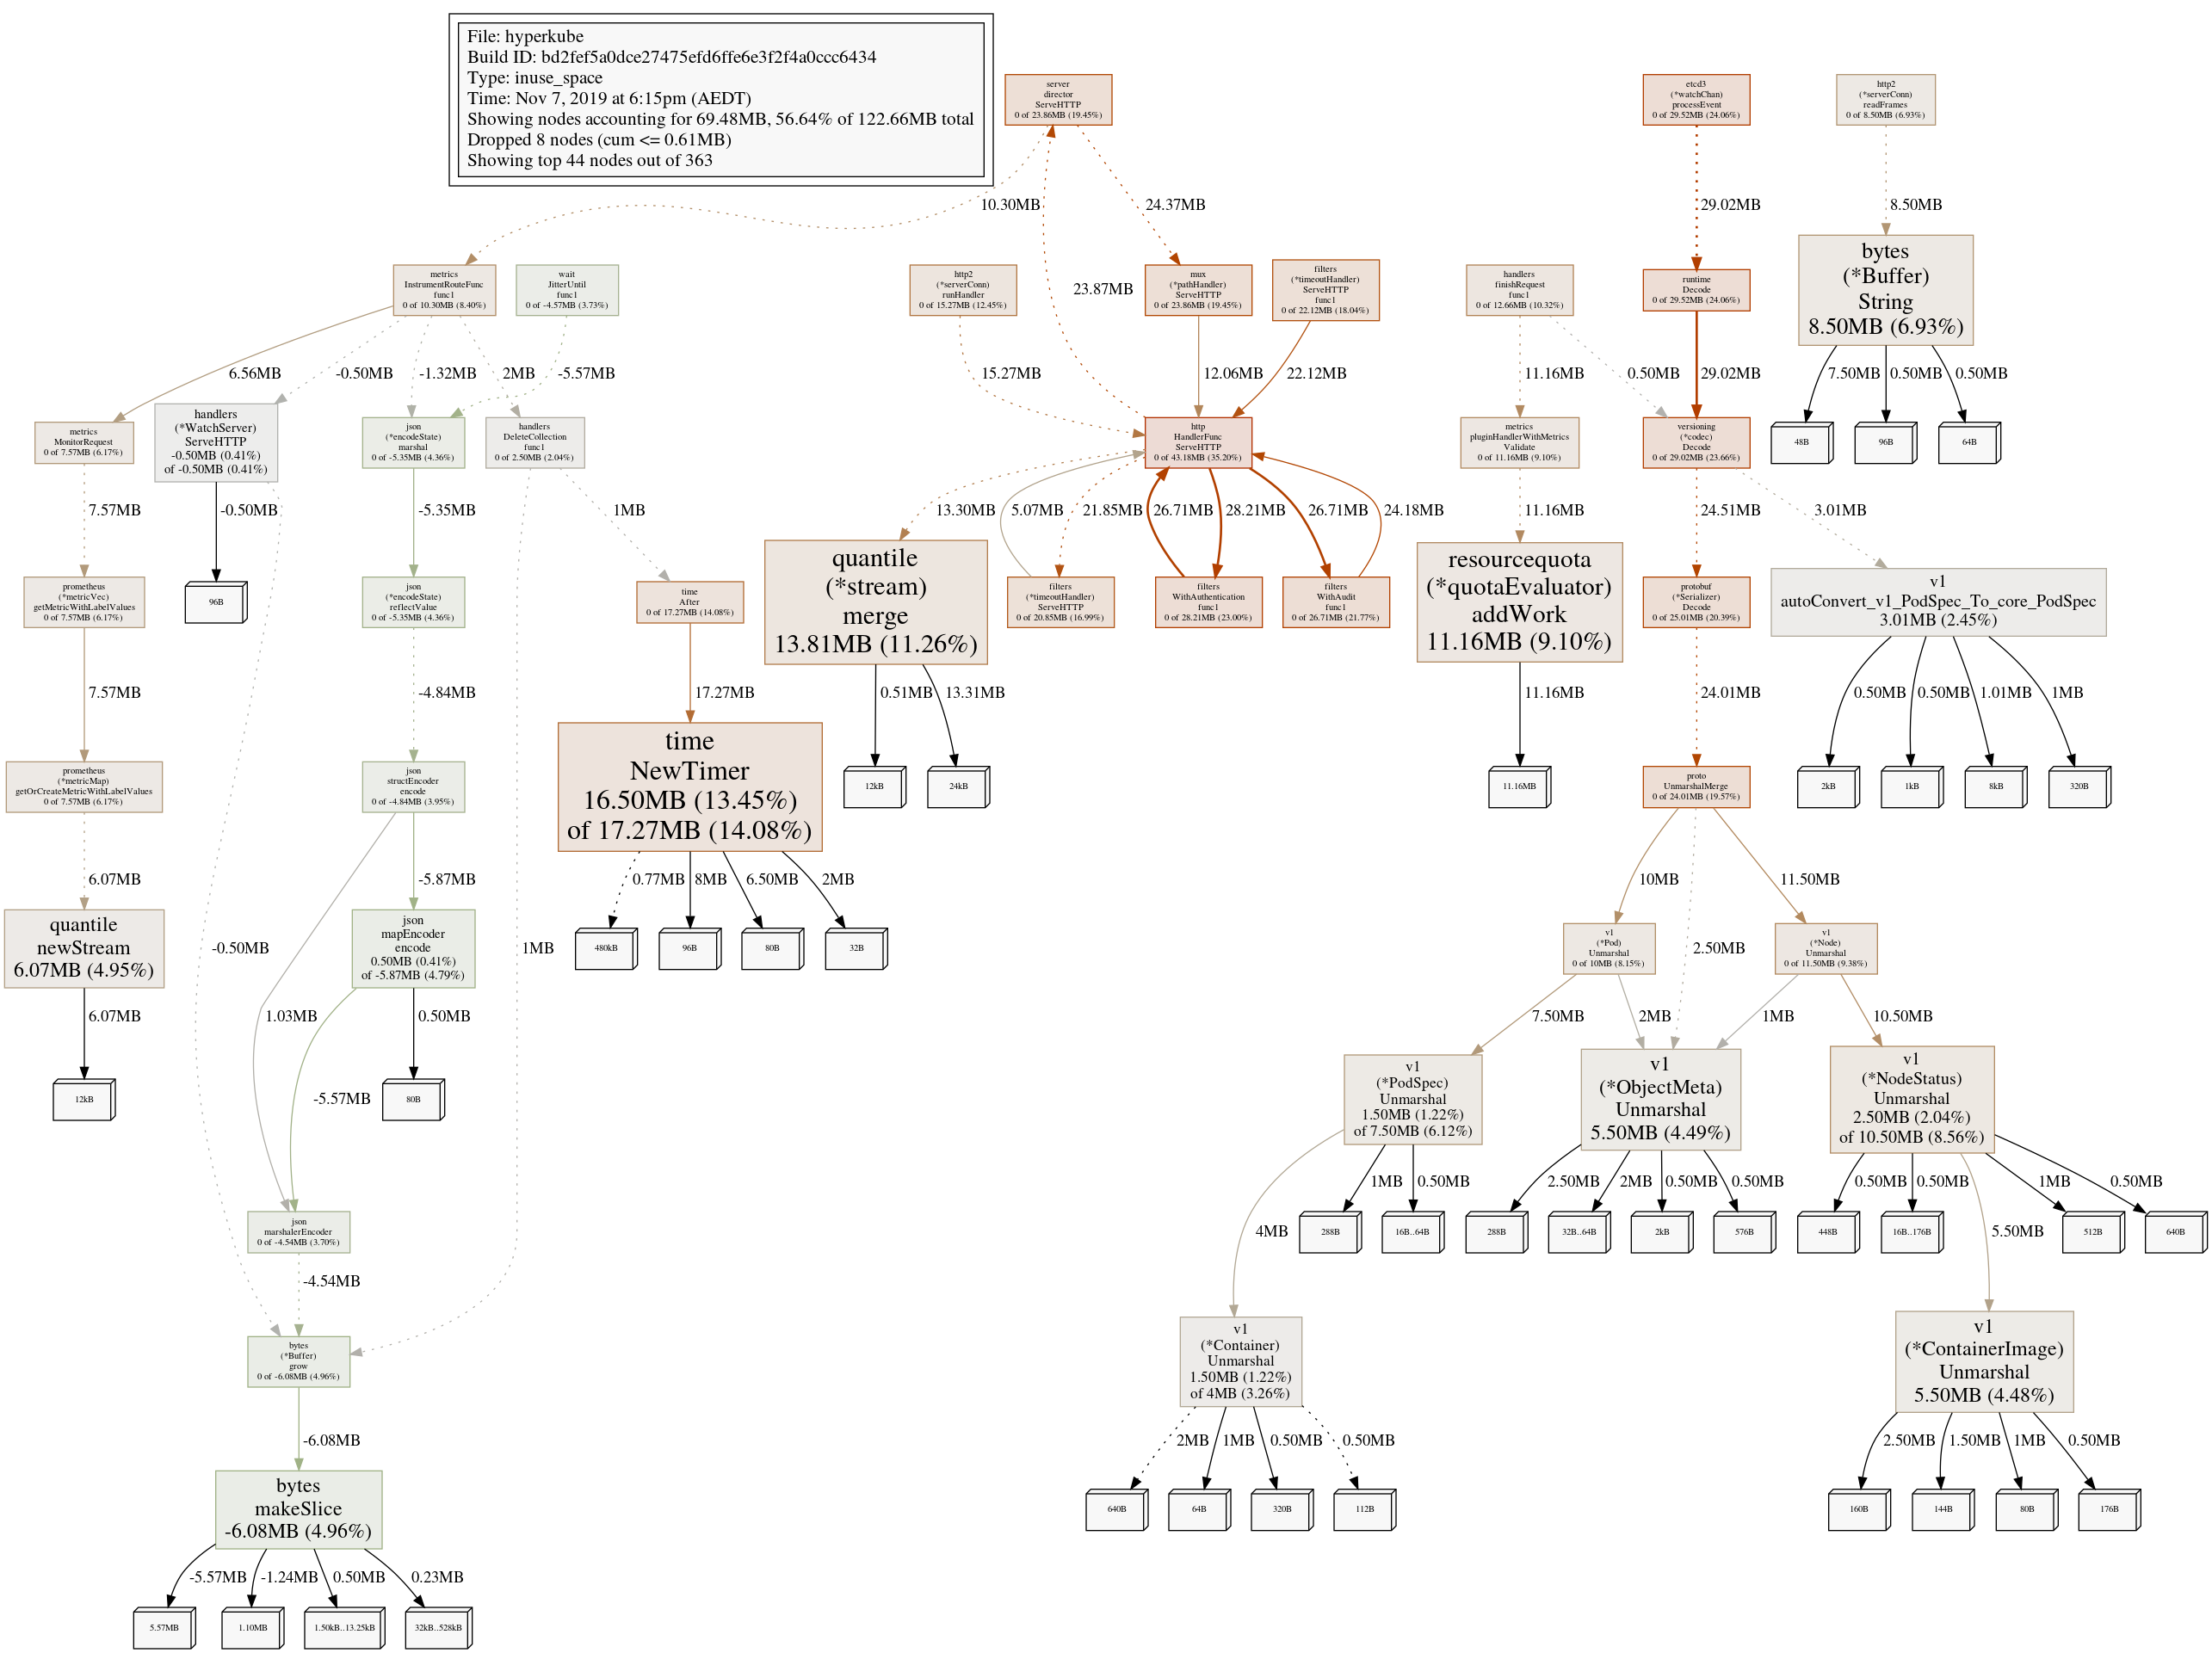 File: hyperkube
Build ID: bd2fef5a0dce27475efd6ffe6e3f2f4a0ccc6434
Type: inuse_space
Time: Nov 7, 2019 at 6:15pm (AEDT)
Showing nodes accounting for 69.48MB, 56.64% of 122.66MB total
Dropped 8 nodes (cum <= 0.61MB)
Showing top 44 nodes out of 363
server
director
ServeHTTP
0 of 23.86MB (19.45%)
etcd3
(*watchChan)
processEvent
0 of 29.52MB (24.06%)
http2
(*serverConn)
readFrames
0 of 8.50MB (6.93%)
10.30MB
24.37MB
29.02MB
8.50MB
metrics
InstrumentRouteFunc
func1
0 of 10.30MB (8.40%)
wait
JitterUntil
func1
0 of -4.57MB (3.73%)
http2
(*serverConn)
runHandler
0 of 15.27MB (12.45%)
23.87MB
mux
(*pathHandler)
ServeHTTP
0 of 23.86MB (19.45%)
filters
(*timeoutHandler)
ServeHTTP
func1
0 of 22.12MB (18.04%)
handlers
finishRequest
func1
0 of 12.66MB (10.32%)
runtime
Decode
0 of 29.52MB (24.06%)
bytes
(*Buffer)
String
8.50MB (6.93%)
6.56MB
-0.50MB
-1.32MB
2MB
-5.57MB
15.27MB
12.06MB
22.12MB
11.16MB
0.50MB
29.02MB
7.50MB
0.50MB
0.50MB
metrics
MonitorRequest
0 of 7.57MB (6.17%)
handlers
(*WatchServer)
ServeHTTP
-0.50MB (0.41%)
of -0.50MB (0.41%)
json
(*encodeState)
marshal
0 of -5.35MB (4.36%)
handlers
DeleteCollection
func1
0 of 2.50MB (2.04%)
http
HandlerFunc
ServeHTTP
0 of 43.18MB (35.20%)
metrics
pluginHandlerWithMetrics
Validate
0 of 11.16MB (9.10%)
versioning
(*codec)
Decode
0 of 29.02MB (23.66%)
48B
96B
64B
7.57MB
-0.50MB
-5.35MB
1MB
13.30MB
5.07MB
21.85MB
26.71MB
28.21MB
26.71MB
24.18MB
11.16MB
24.51MB
3.01MB
prometheus
(*metricVec)
getMetricWithLabelValues
0 of 7.57MB (6.17%)
96B
json
(*encodeState)
reflectValue
0 of -5.35MB (4.36%)
time
After
0 of 17.27MB (14.08%)
quantile
(*stream)
merge
13.81MB (11.26%)
filters
(*timeoutHandler)
ServeHTTP
0 of 20.85MB (16.99%)
filters
WithAuthentication
func1
0 of 28.21MB (23.00%)
filters
WithAudit
func1
0 of 26.71MB (21.77%)
resourcequota
(*quotaEvaluator)
addWork
11.16MB (9.10%)
protobuf
(*Serializer)
Decode
0 of 25.01MB (20.39%)
v1
autoConvert_v1_PodSpec_To_core_PodSpec
3.01MB (2.45%)
7.57MB
-4.84MB
17.27MB
0.51MB
13.31MB
11.16MB
24.01MB
0.50MB
0.50MB
1.01MB
1MB
prometheus
(*metricMap)
getOrCreateMetricWithLabelValues
0 of 7.57MB (6.17%)
json
structEncoder
encode
0 of -4.84MB (3.95%)
time
NewTimer
16.50MB (13.45%)
of 17.27MB (14.08%)
12kB
24kB
11.16MB
proto
UnmarshalMerge
0 of 24.01MB (19.57%)
2kB
1kB
8kB
320B
6.07MB
-5.87MB
0.77MB
8MB
6.50MB
2MB
10MB
11.50MB
quantile
newStream
6.07MB (4.95%)
-0.50MB
json
mapEncoder
encode
0.50MB (0.41%)
of -5.87MB (4.79%)
1MB
480kB
96B
80B
32B
v1
(*Pod)
Unmarshal
0 of 10MB (8.15%)
2.50MB
v1
(*Node)
Unmarshal
0 of 11.50MB (9.38%)
6.07MB
1.03MB
0.50MB
7.50MB
2MB
1MB
10.50MB
12kB
-5.57MB
80B
v1
(*PodSpec)
Unmarshal
1.50MB (1.22%)
of 7.50MB (6.12%)
v1
(*ObjectMeta)
Unmarshal
5.50MB (4.49%)
v1
(*NodeStatus)
Unmarshal
2.50MB (2.04%)
of 10.50MB (8.56%)
1MB
0.50MB
2.50MB
2MB
0.50MB
0.50MB
0.50MB
0.50MB
1MB
0.50MB
json
marshalerEncoder
0 of -4.54MB (3.70%)
4MB
288B
16B..64B
288B
32B..64B
2kB
576B
448B
16B..176B
5.50MB
512B
640B
-4.54MB
bytes
(*Buffer)
grow
0 of -6.08MB (4.96%)
v1
(*Container)
Unmarshal
1.50MB (1.22%)
of 4MB (3.26%)
v1
(*ContainerImage)
Unmarshal
5.50MB (4.48%)
-6.08MB
2MB
1MB
0.50MB
0.50MB
2.50MB
1.50MB
1MB
0.50MB
bytes
makeSlice
-6.08MB (4.96%)
640B
64B
320B
112B
160B
144B
80B
176B
-5.57MB
-1.24MB
0.50MB
0.23MB
5.57MB
1.10MB
1.50kB..13.25kB
32kB..528kB